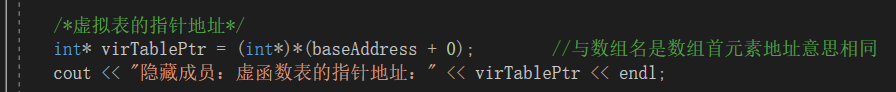 /*虚拟表的指针地址*/
int* virTablePtr = (int*)*(baseAddress + 0); //与数组名是数组首元素地址意思相同
cout << "隐藏成员：虚函数表的指针地址：" << virTablePtr << endl;